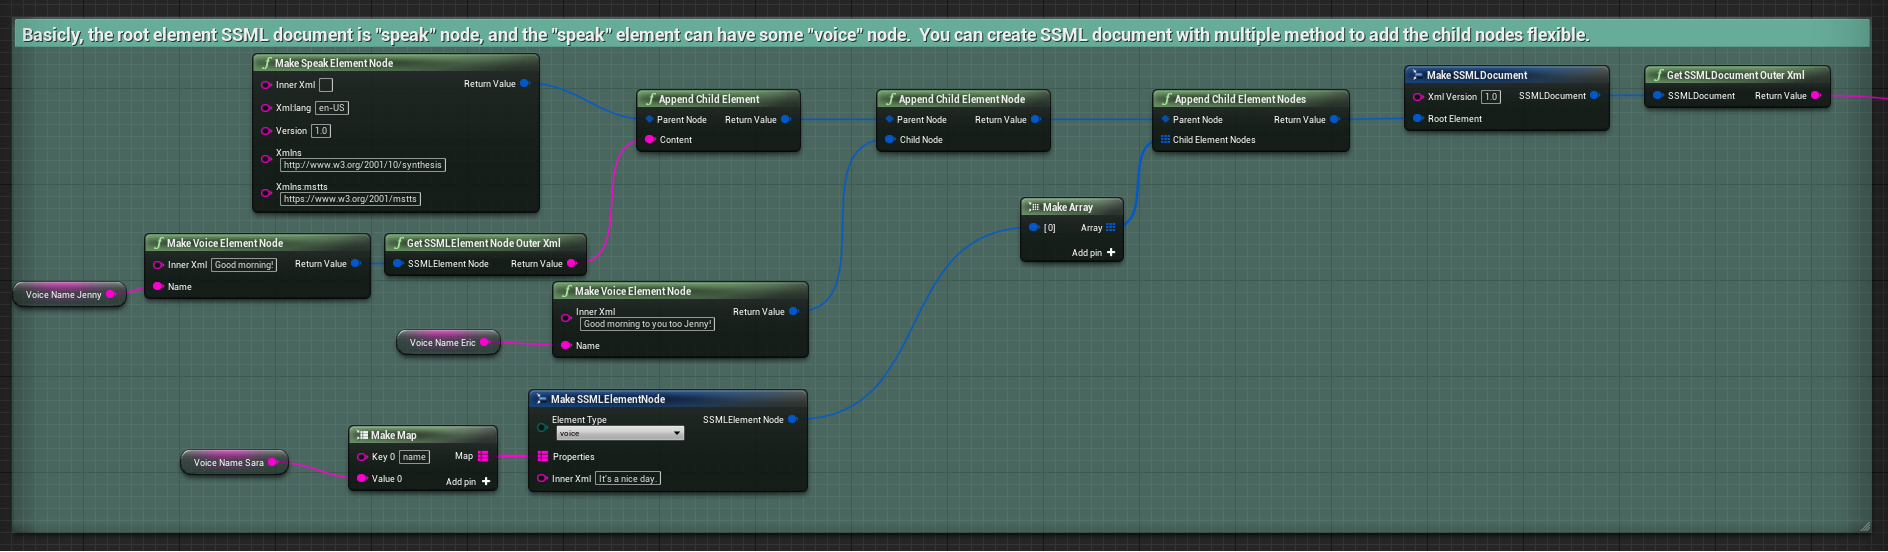 Basicly, the root element SSML document is "speak" node, and the "speak" element can have some "voice" node.  You can create SSML document with multiple method to add the child nodes flexible.
Make Speak Element Node
Inner Xml
Return Value
Xml:lang en-US
Version 1.0
Xmlns
http://www.w3.org/2001/10/synthesis
Xmlns:mstts
https://www.w3.org/2001/mstts
Append Child Element
Parent Node Return Value
Content
Append Child Element Node
Parent Node Return Value
Child Node
Append Child Element Nodes
Parent Node Return Value
Child Element Nodes
Make SSMLDocument
Xml Version 1.0 SSMLDocument
Root Element
Get SSMLDocument Outer Xml
SSMLDocument Return Value
Make Array
[0] Array
Add pin
Make Voice Element Node
Inner Xml Good morning! Return Value
Name
Voice Name Jenny
Get SSMLElement Node Outer Xml
SSMLElement Node Return Value
Make Voice Element Node
Inner Xml Return Value
Good morning to you too Jenny!
Name
Voice Name Eric
Make SSMLElementNode
Element Type SSMLElement Node
voice
Properties
Inner Xml It's a nice day.
Make Map
Key 0 name Map
Value 0
Add pin
Voice Name Sara